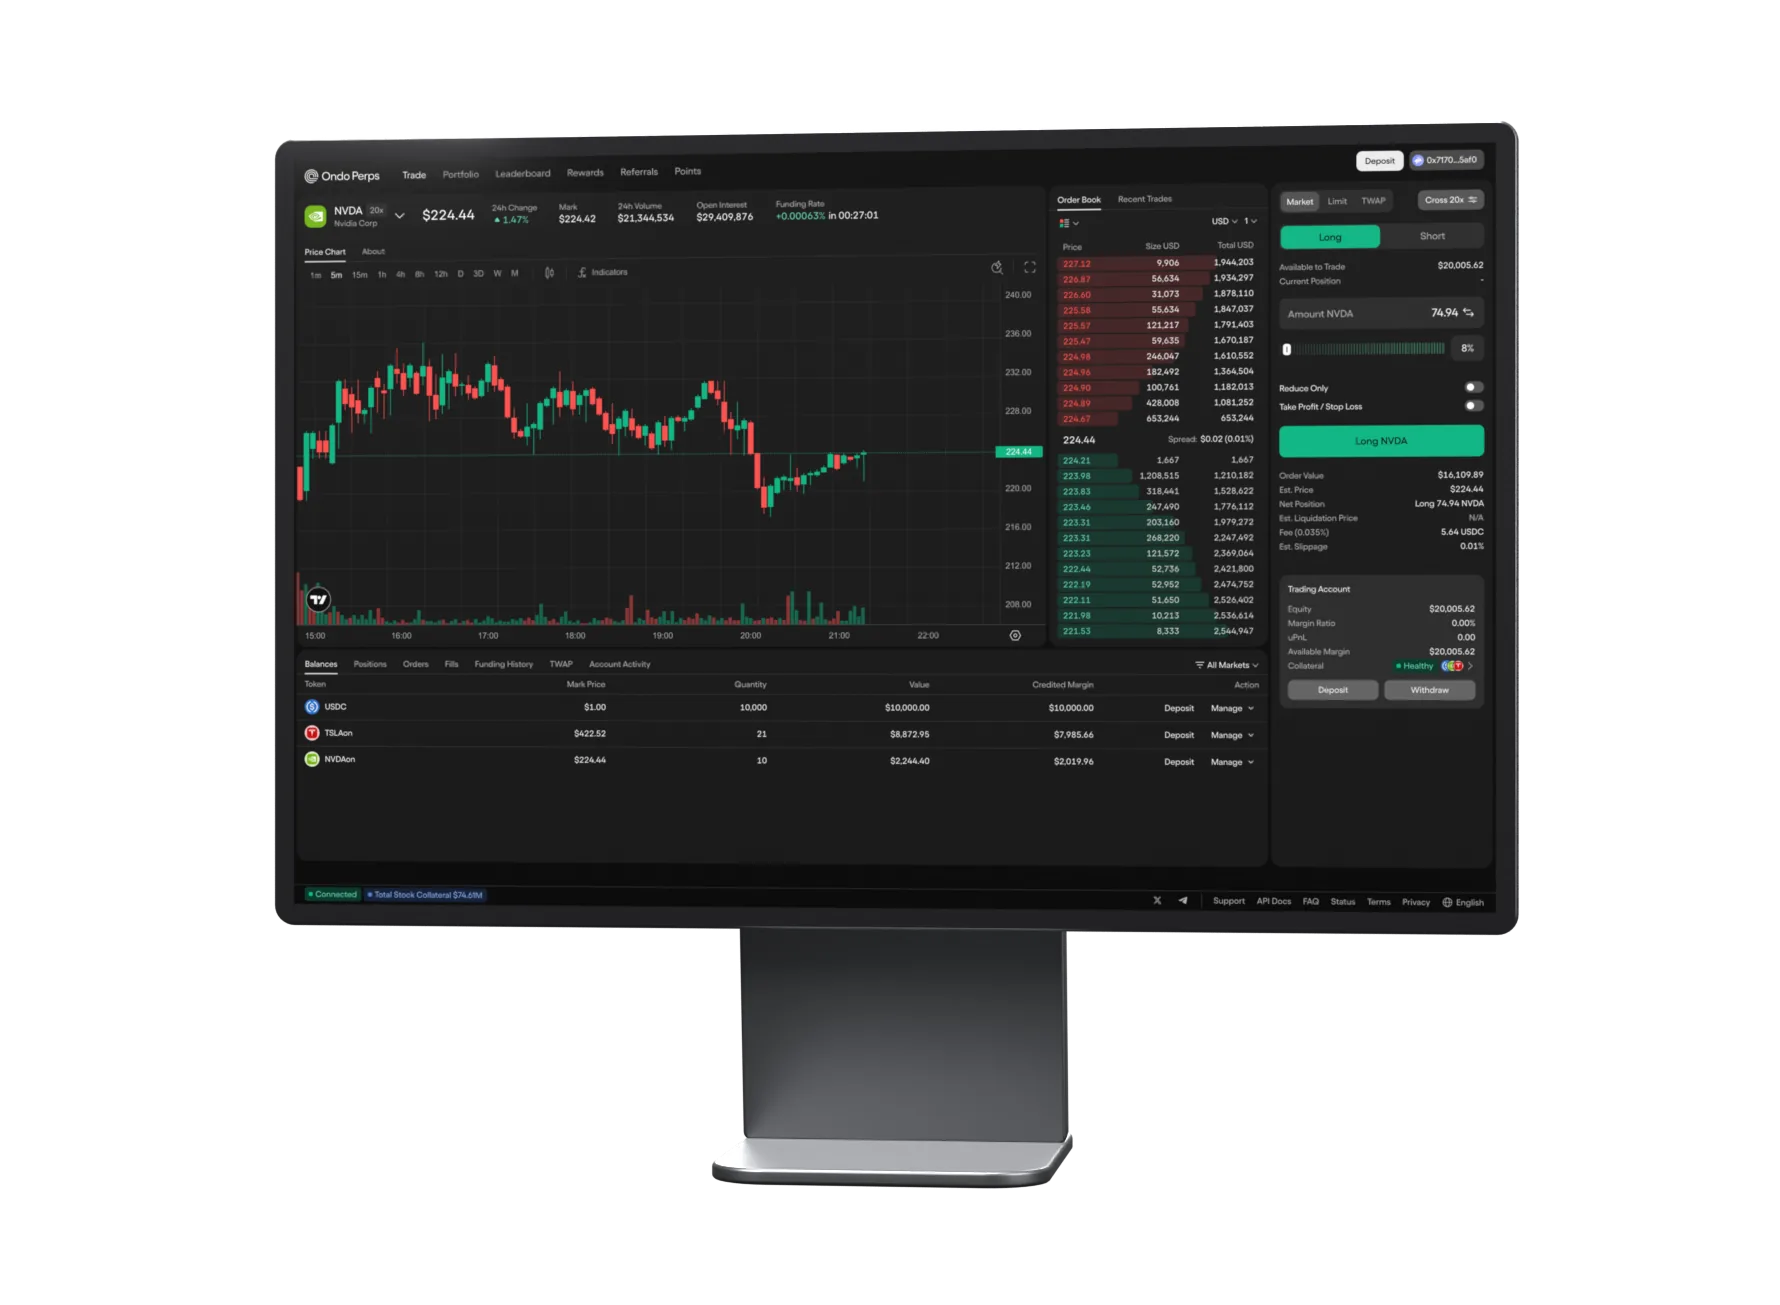 Ondo Perps Trade Portfolio Leaderboard Rewards Referrals Points Deposit 0x7170...5ef0
NVDA 20x
Nvidia Corp
$224.44
24h Change
1.47%
Mark
$224.42
24h Volume
$21,344,534
Open Interest
$29,409,876
Funding Rate
+0.00063% in 00:27:01
Price Chart About
1m 5m 15m 1h 4h 8h 12h D 3D W M Indicators
240.00
236.00
232.00
228.00
224.44
220.00
216.00
212.00
208.00
15:00 16:00 17:00 18:00 19:00 20:00 21:00 22:00
Order Book Recent Trades
USD 1
Price Size USD Total USD
227.12 9,906 1,944,203
226.87 56,634 1,934,297
226.60 31,073 1,878,110
225.58 55,634 1,847,037
225.57 121,217 1,791,403
225.47 59,635 1,670,187
224.98 246,047 1,610,552
224.96 182,492 1,364,504
224.90 100,761 1,182,013
224.89 428,008 1,081,252
224.67 653,244 653,244
224.44 Spread: $0.02 (0.01%)
224.21 1,667 1,667
223.98 1,208,515 1,210,182
223.83 318,441 1,528,622
223.46 247,490 1,776,112
223.31 203,160 1,979,272
223.31 268,220 2,247,492
223.23 121,572 2,369,064
222.44 52,736 2,421,800
222.19 52,952 2,474,752
222.11 51,650 2,526,402
221.98 10,213 2,536,614
221.53 8,333 2,544,947
Market Limit TWAP Cross 20x
Long Short
Available to Trade $20,005.62
Current Position -
Amount NVDA 74.94
8%
Reduce Only
Take Profit / Stop Loss
Long NVDA
Order Value $16,109.89
Est. Price $224.44
Net Position Long 74.94 NVDA
Est. Liquidation Price N/A
Fee (0.035%) 5.64 USDC
Est. Slippage 0.01%
Trading Account
Equity $20,005.62
Margin Ratio 0.00%
uPnL 0.00
Available Margin $20,005.62
Collateral Healthy
Deposit Withdraw
Balances Positions Orders Fills Funding History TWAP Account Activity All Markets
Token Mark Price Quantity Value Credited Margin Action
USDC $1.00 10,000 $10,000.00 $10,000.00 Deposit Manage
TSLAon $422.52 21 $8,872.95 $7,985.66 Deposit Manage
NVDAon $224.44 10 $2,244.40 $2,019.96 Deposit Manage
Connected Total Stock Collateral $74.61M
Support API Docs FAQ Status Terms Privacy English